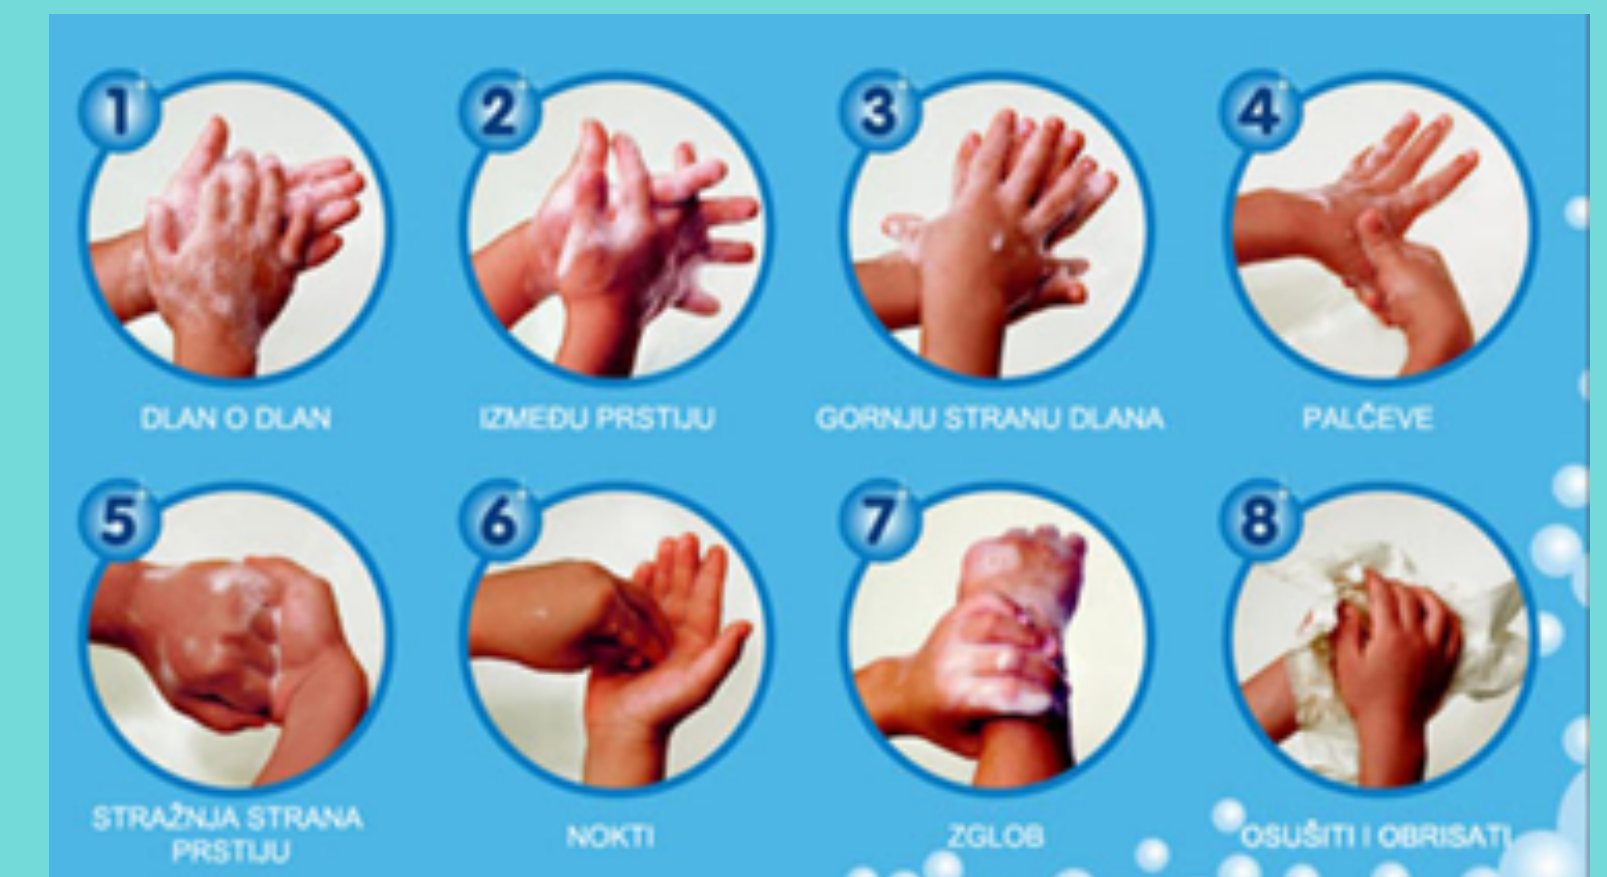 1
DLAN O DLAN
2
IZMEĐU PRSTIJU
3
GORNJU STRANU DLANA
4
PALČEVE
5
STRAŽNJA STRANA
PRSTIJU
6
NOKTI
7
ZGLOB
8
OSUŠITI I OBRISATI